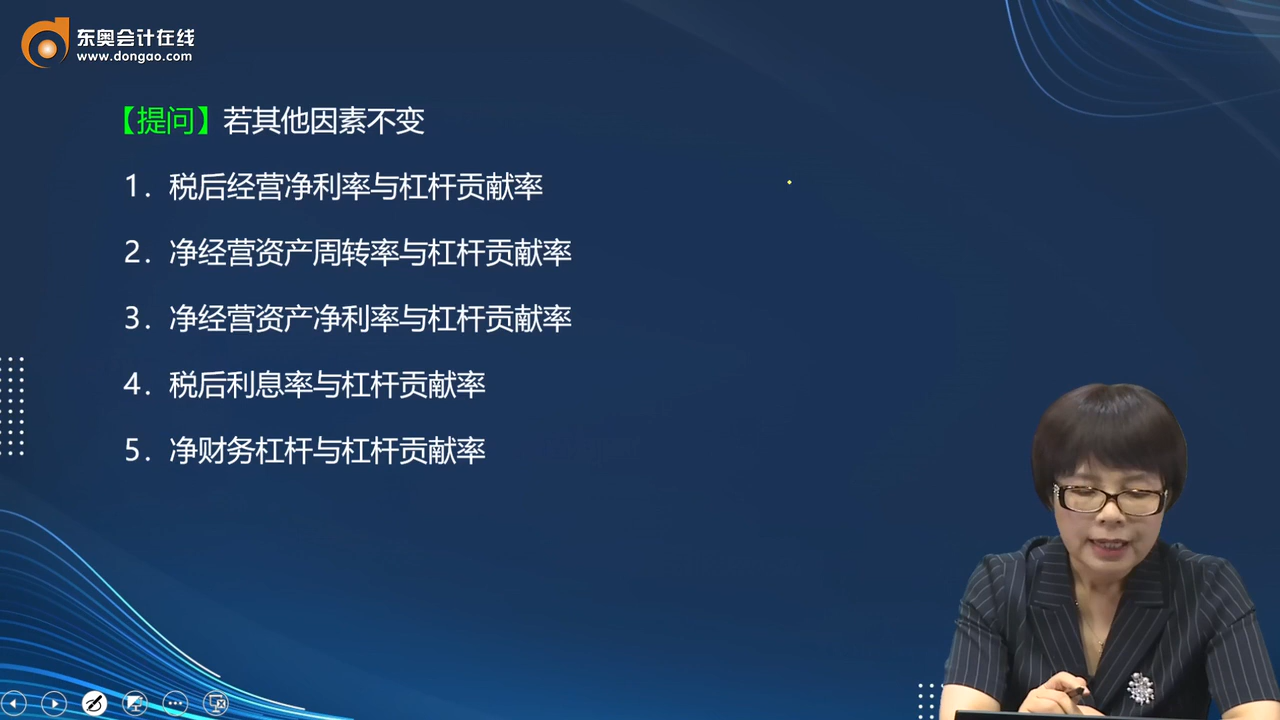 东奥会计在线
www.dongao.com
【提问】若其他因素不变
1. 税后经营净利率与杠杆贡献率
2. 净经营资产周转率与杠杆贡献率
3. 净经营资产净利率与杠杆贡献率
4. 税后利息率与杠杆贡献率
5. 净财务杠杆与杠杆贡献率